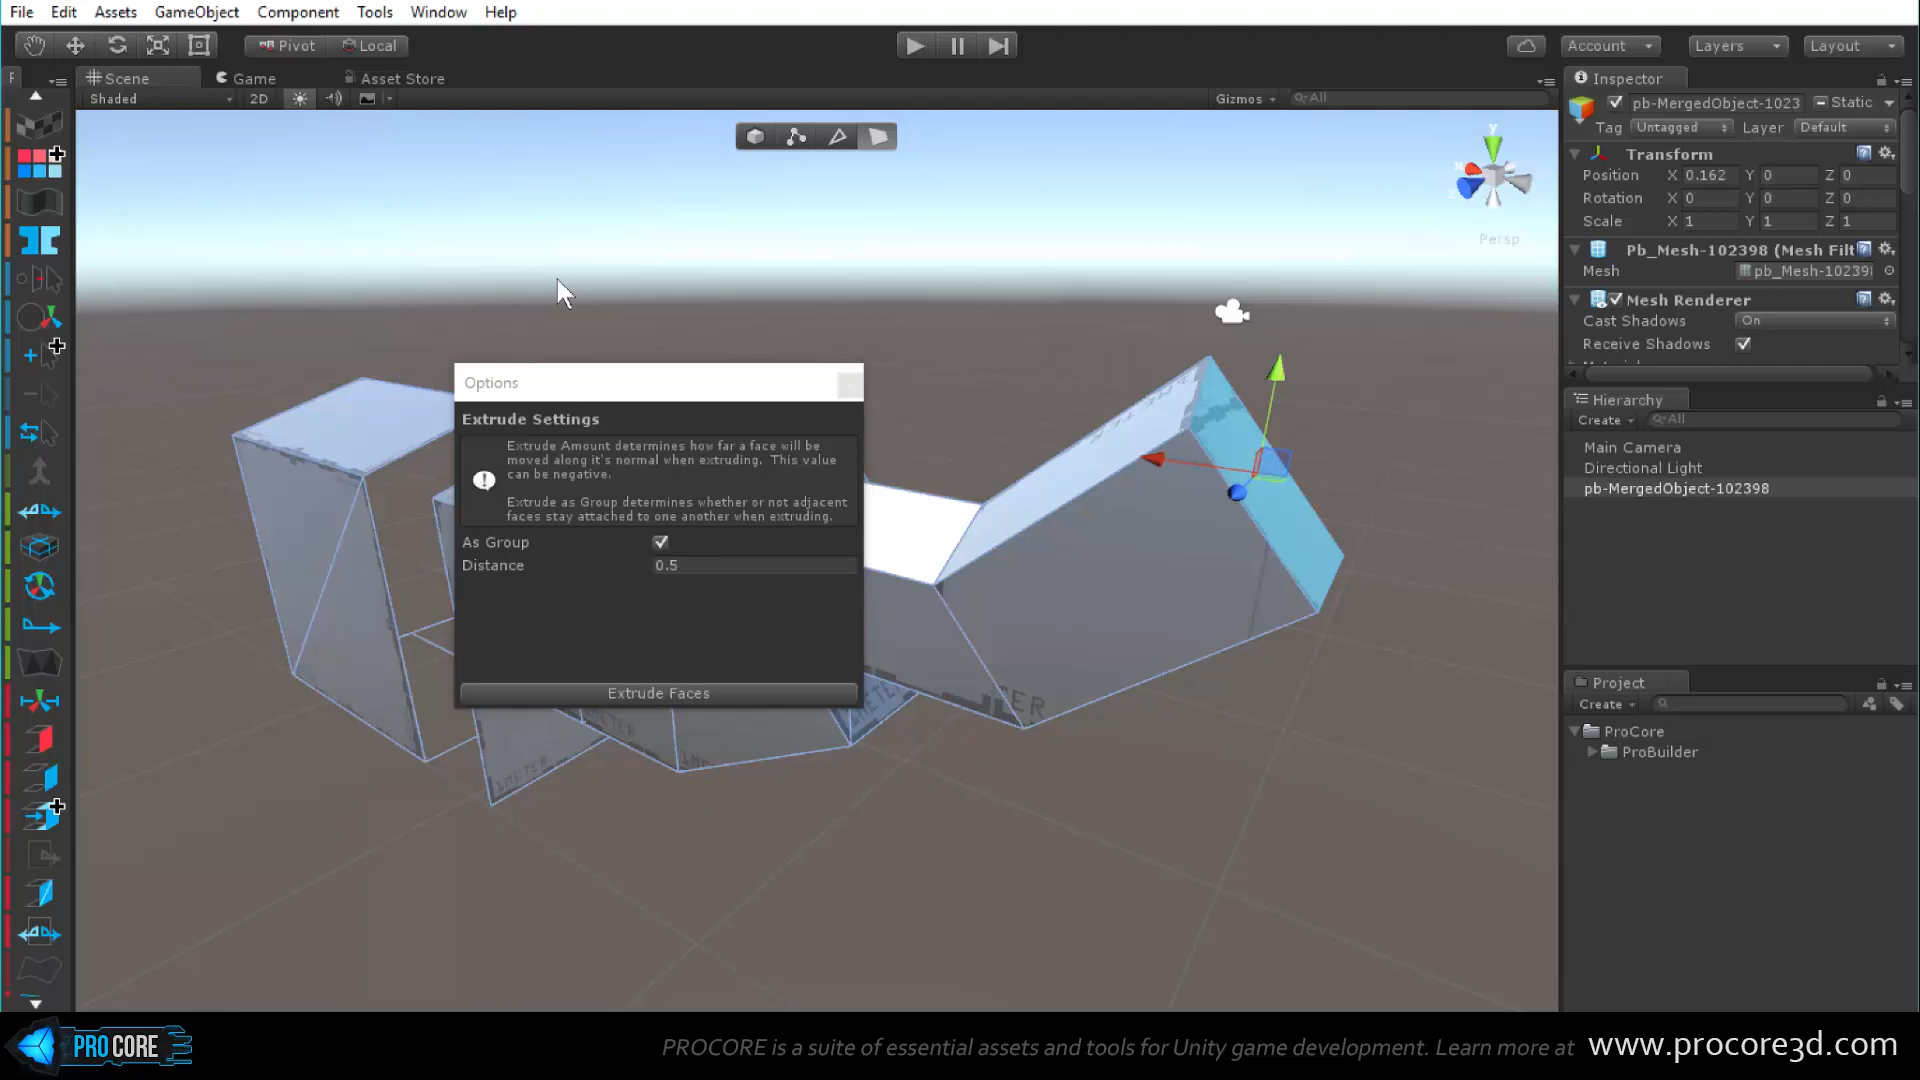 File Edit Assets GameObject Component Tools Window Help
Pivot Local Account Layers Layout
Scene Game Asset Store Inspector
Shaded 2D Gizmos All
pb-MergedObject-1023 Static
Tag Untagged Layer Default
Transform
Position X 0.162 Y 0 Z 0
Rotation X 0 Y 0 Z 0
Scale X 1 Y 1 Z 1
Persp
Pb_Mesh-102398 (Mesh Filt
Mesh pb_Mesh-10239
Mesh Renderer
Cast Shadows On
Receive Shadows
Options
Extrude Settings
Extrude Amount determines how far a face will be
moved along it's normal when extruding. This value
can be negative.
Extrude as Group determines whether or not adjacent
faces stay attached to one another when extruding.
As Group
Distance 0.5
Extrude Faces
Hierarchy
Create All
Main Camera
Directional Light
pb-MergedObject-102398
Project
Create
ProCore
ProBuilder
PROCORE
PROCORE is a suite of essential assets and tools for Unity game development. Learn more at www.procore3d.com